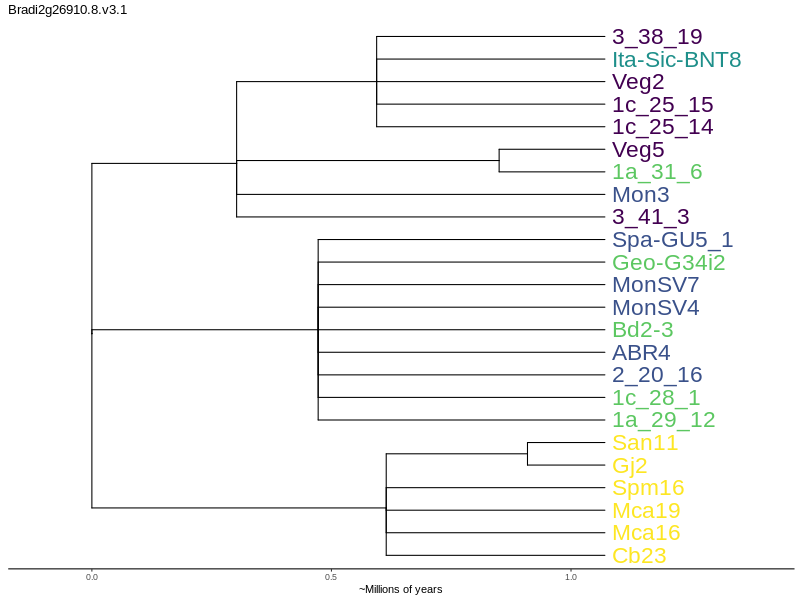 Bradi2g26910.8.v3.1
3_38_19
Ita-Sic-BNT8
Veg2
1c_25_15
1c_25_14
Veg5
1a_31_6
Mon3
3_41_3
Spa-GU5_1
Geo-G34i2
MonSV7
MonSV4
Bd2-3
ABR4
2_20_16
1c_28_1
1a_29_12
San11
Gj2
Spm16
Mca19
Mca16
Cb23
0.0 0.5 1.0
~Millions of years